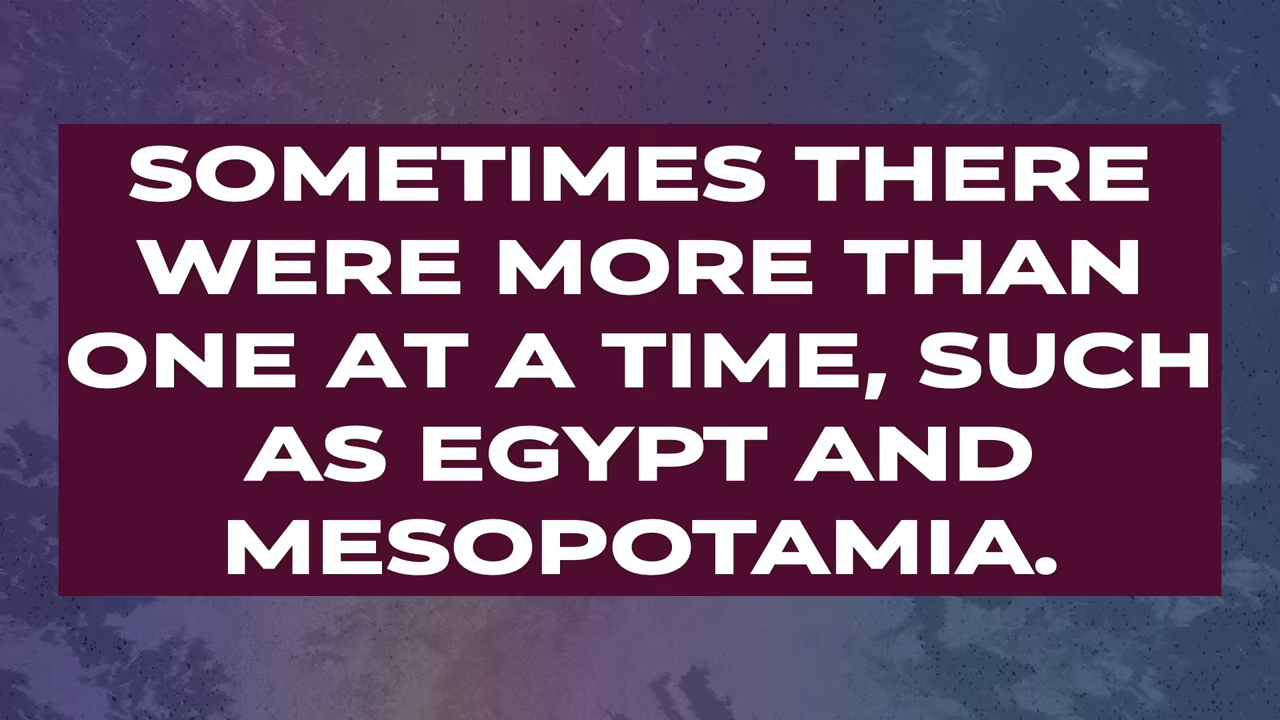 SOMETIMES THERE
WERE MORE THAN
ONE AT A TIME, SUCH
AS EGYPT AND
MESOPOTAMIA.